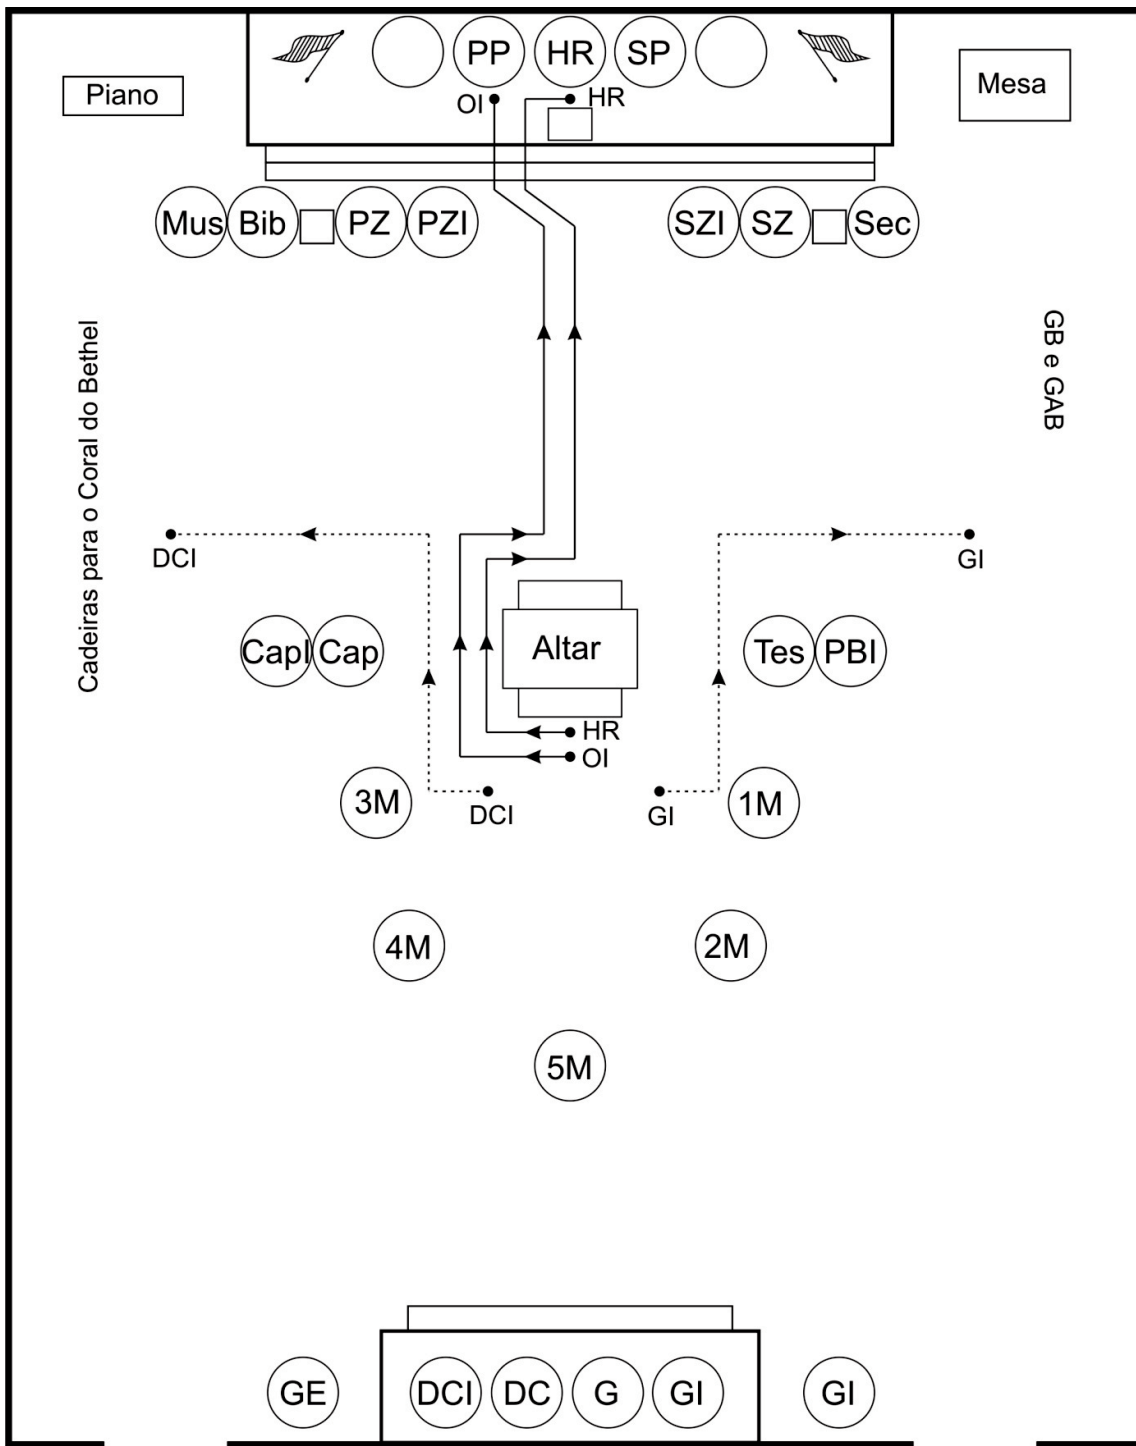 PP HR SP
Piano
Mesa
OI
HR
Mus Bib PZ PZI
SZI SZ Sec
Cadeiras para o Coral do Bethel
GB e GAB
DCI
GI
CapI Cap
Altar
Tes PBI
HR
OI
3M
DCI
GI
1M
4M
2M
5M
GE DCI DC G GI GI